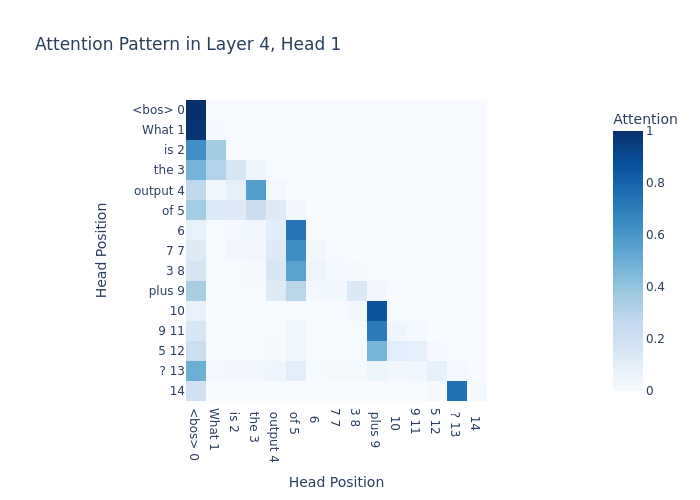 Attention Pattern in Layer 4, Head 1
Attention
<bos> 0
What 1
is 2
the 3
output 4
of 5
6
7 7
3 8
plus 9
10
9 11
5 12
? 13
14
Head Position
1
0.8
0.6
0.4
0.2
0
<bos> 0
What 1
is 2
the 3
output 4
of 5
6
7 7
3 8
plus 9
10
9 11
5 12
? 13
14
Head Position